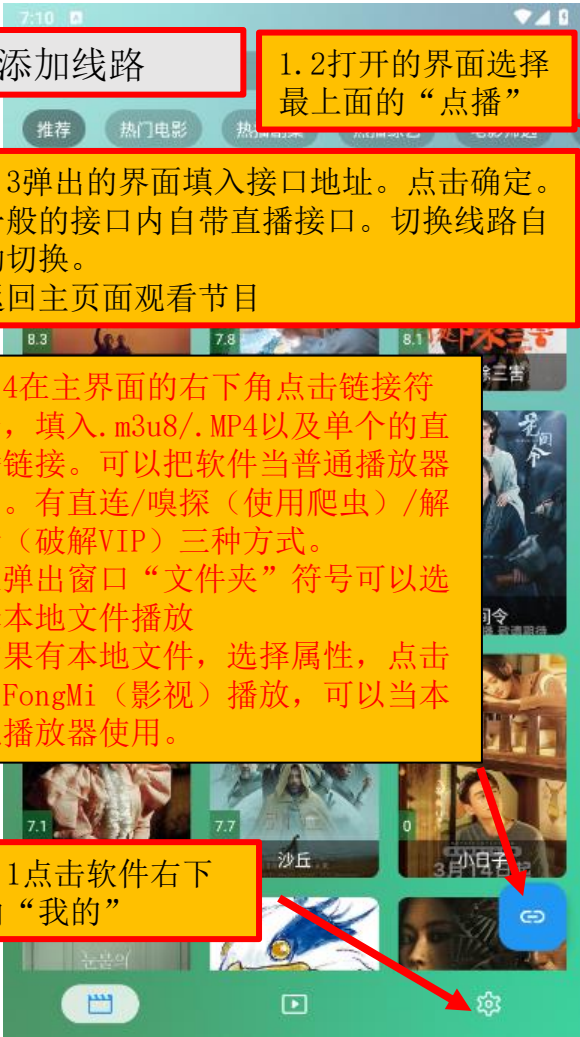 7:10
添加线路
1.2打开的界面选择
最上面的“点播”
推荐
热门电影
3弹出的界面填入接口地址。点击确定。
般的接口内自带直播接口。切换线路自
切换。
回主页面观看节目
8.3
7.8
8.1
4在主界面的右下角点击链接符
，填入.m3u8/.MP4以及单个的直
链接。可以把软件当普通播放器
。有直连/嗅探（使用爬虫）/解
（破解VIP）三种方式。
弹出窗口“文件夹”符号可以选
本地文件播放
果有本地文件，选择属性，点击
FongMi（影视）播放，可以当本
播放器使用。
7.1
7.7
0
沙丘
小日子
3月14日起
1点击软件右下
“我的”